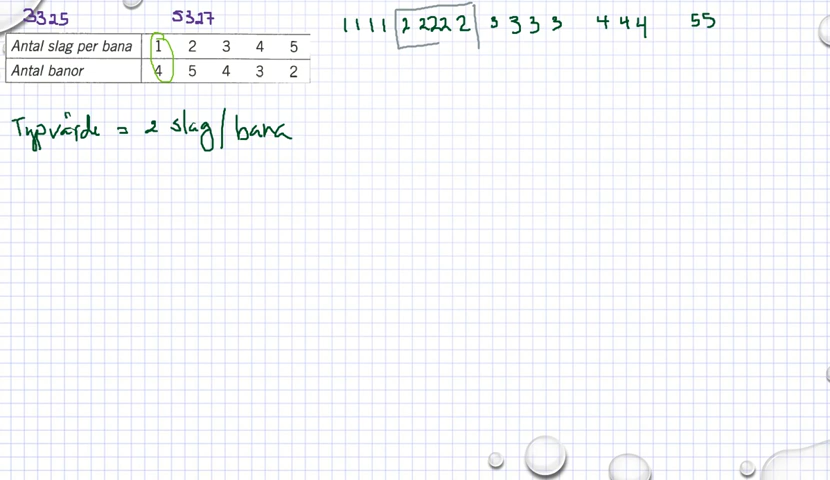 3325 5327
1111 22222 3333 444 55
Antal slag per bana 1 2 3 4 5
Antal banor 4 5 4 3 2
Typvärde = 2 slag/bana